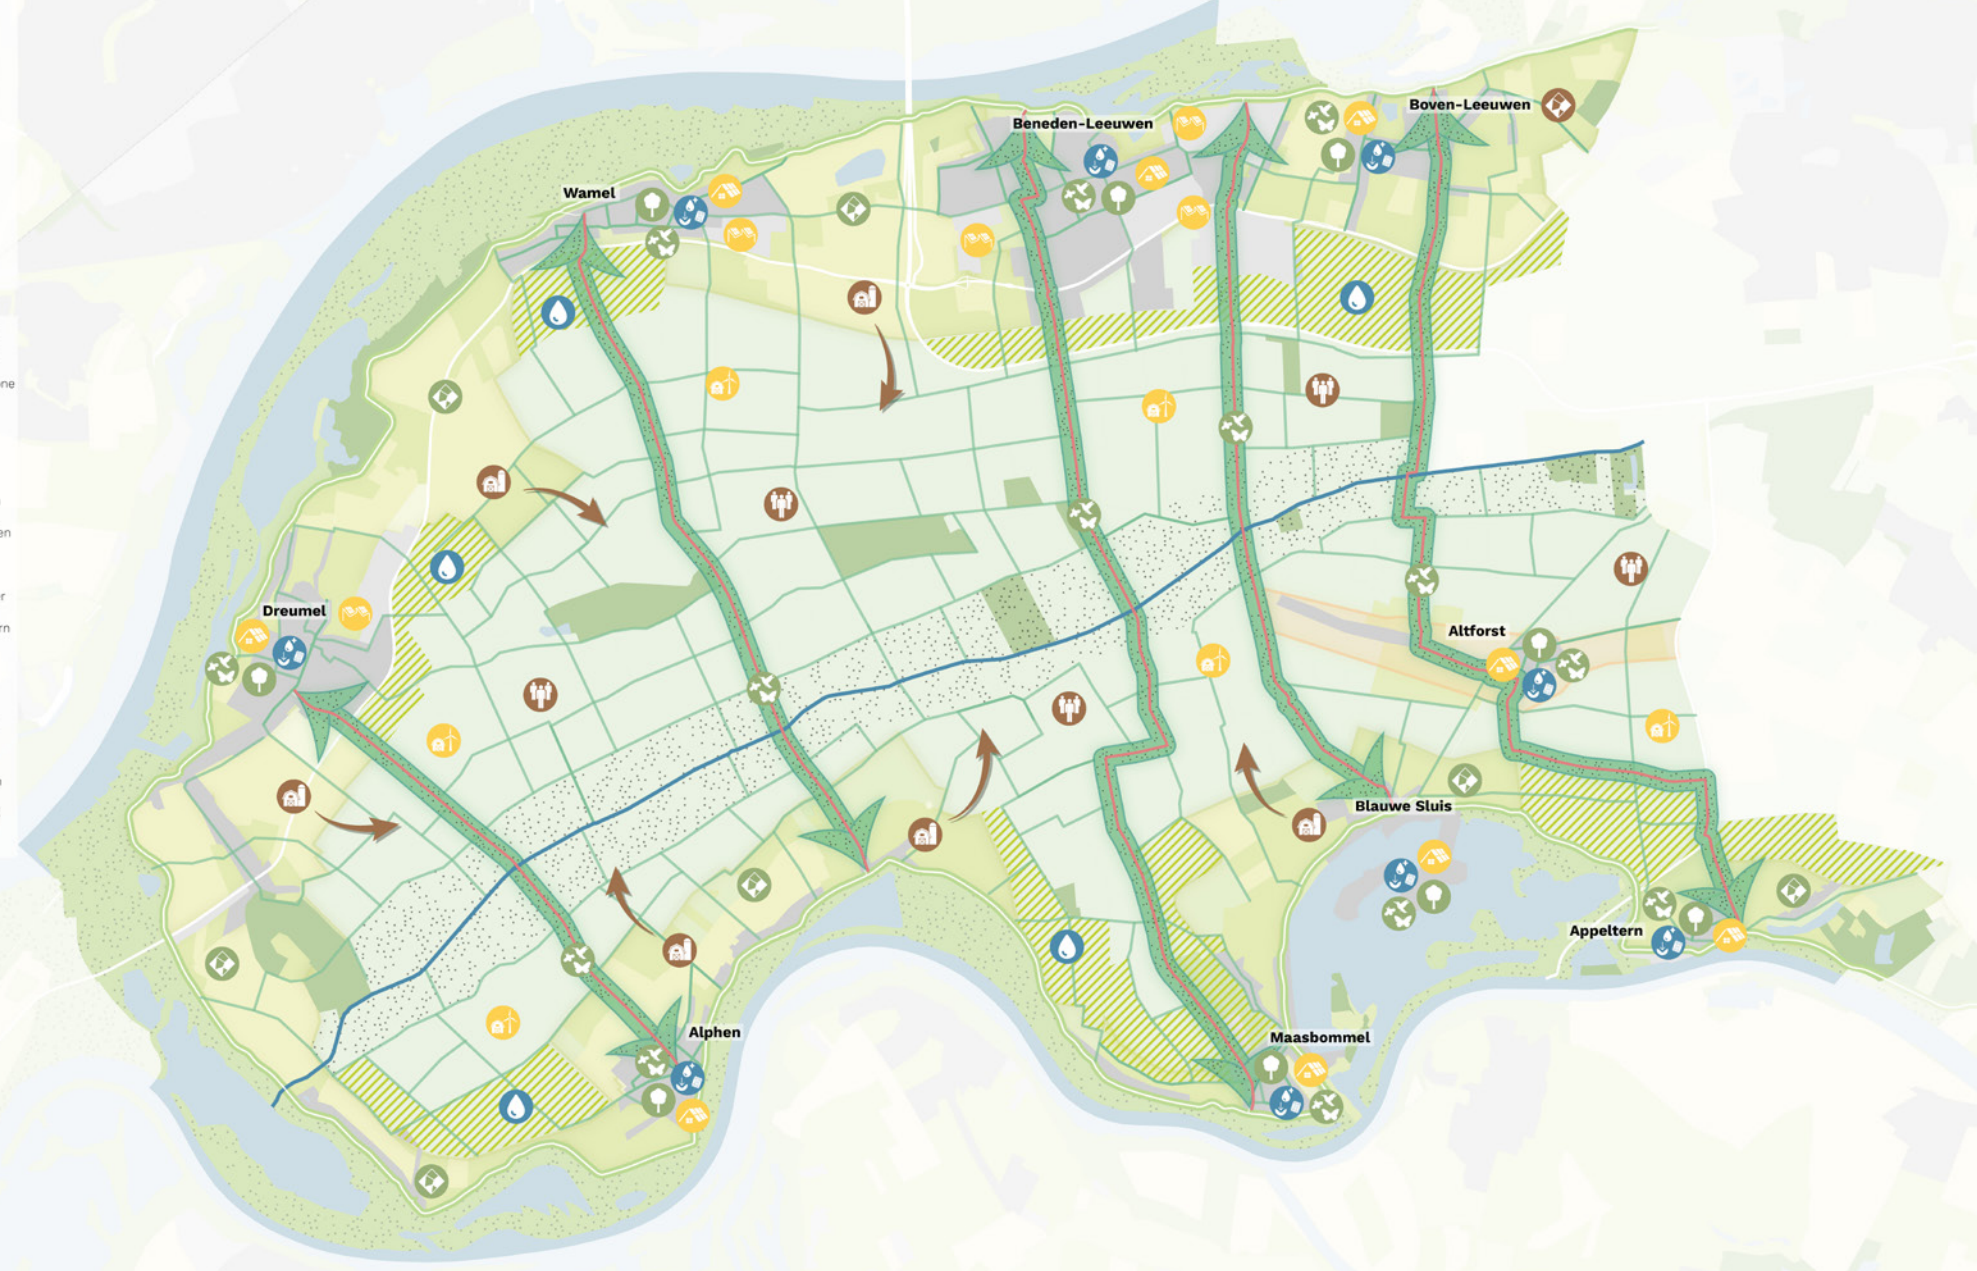 Boven-Leeuwen
Beneden-Leeuwen
Wamel
Dreumel
Altforst
Blauwe Sluis
Appeltern
Alphen
Maasbommel